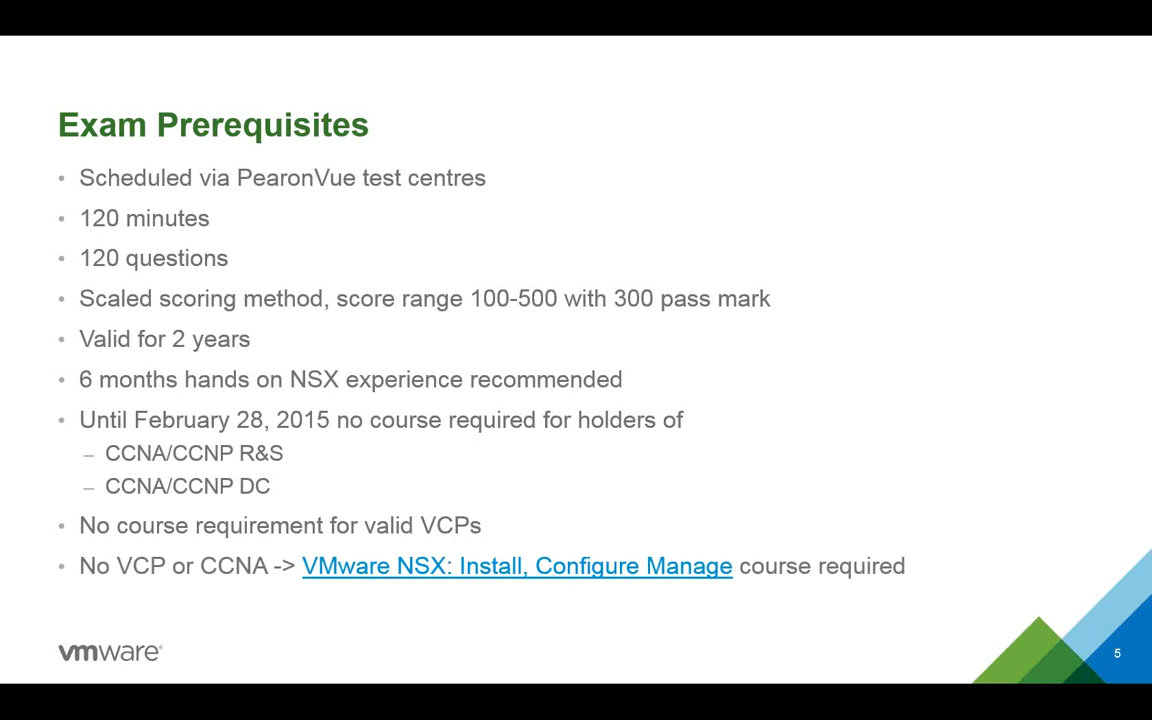 Exam Prerequisites
• Scheduled via PearonVue test centres
• 120 minutes
• 120 questions
• Scaled scoring method, score range 100-500 with 300 pass mark
• Valid for 2 years
• 6 months hands on NSX experience recommended
• Until February 28, 2015 no course required for holders of
– CCNA/CCNP R&S
– CCNA/CCNP DC
• No course requirement for valid VCPs
• No VCP or CCNA -> VMware NSX: Install, Configure Manage course required
vmware®
5